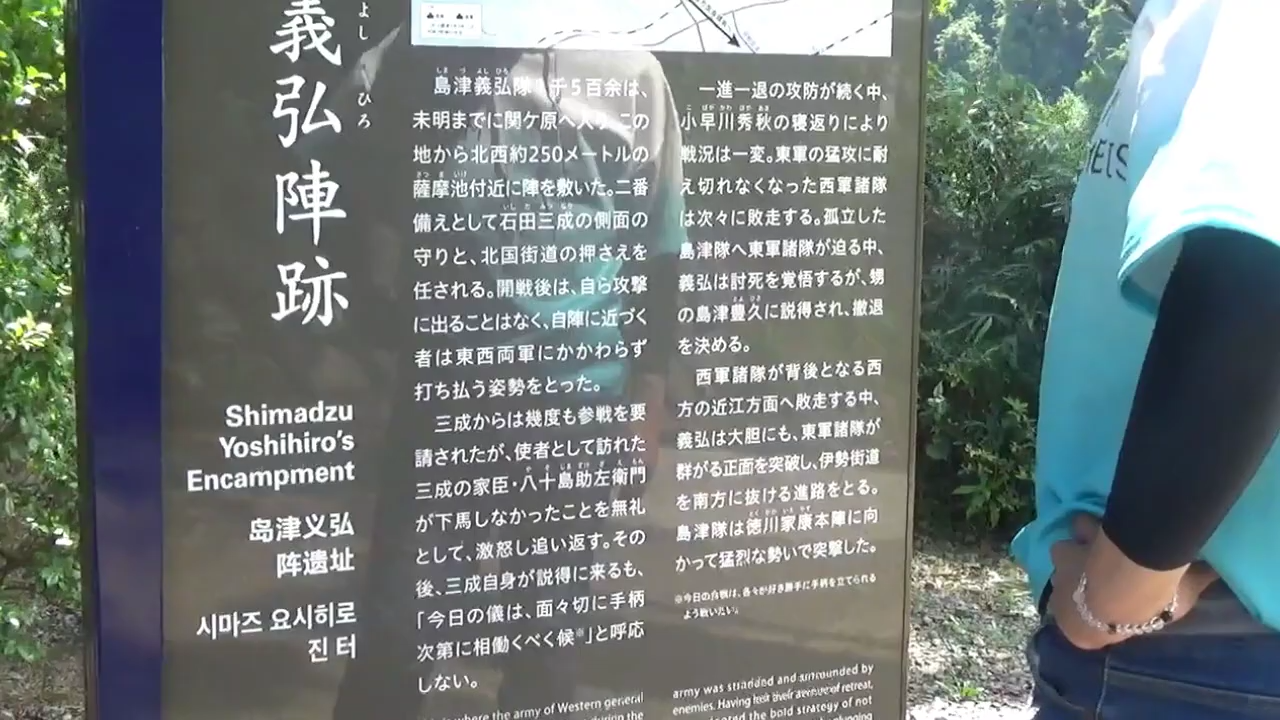 義弘陣跡
よし ひろ
Shimadzu
Yoshihiro's
Encampment
岛津义弘
阵遗址
시마즈 요시히로
진 터
島津義弘隊1千5百余は、
未明までに関ケ原へ入り、この
地から北西約250メートルの
薩摩池付近に陣を敷いた。二番
備えとして石田三成の側面の
守りと、北国街道の押さえを
任される。開戦後は、自ら攻撃
に出ることはなく、自陣に近づく
者は東西両軍にかかわらず
打ち払う姿勢をとった。
三成からは幾度も参戦を要
請されたが、使者として訪れた
三成の家臣・八十島助左衛門
が下馬しなかったことを無礼
として、激怒し追い返す。その
後、三成自身が説得に来るも、
「今日の儀は、面々切に手柄
次第に相働くべく候※」と呼応
しない。
where the army of Western general
during the
一進一退の攻防が続く中、
小早川秀秋の寝返りにより
戦況は一変。東軍の猛攻に耐
え切れなくなった西軍諸隊
は次々に敗走する。孤立した
島津隊へ東軍諸隊が迫る中、
義弘は討死を覚悟するが、甥
の島津豊久に説得され、撤退
を決める。
西軍諸隊が背後となる西
方の近江方面へ敗走する中、
義弘は大胆にも、東軍諸隊が
群がる正面を突破し、伊勢街道
を南方に抜ける進路をとる。
島津隊は徳川家康本陣に向
かって猛烈な勢いで突撃した。
※今日の合戦は、各々が好き勝手に手柄を立てられる
よう戦いたい。
army was stranded and surrounded by
enemies. Having lost their avenue of retreat,
the bold strategy of not